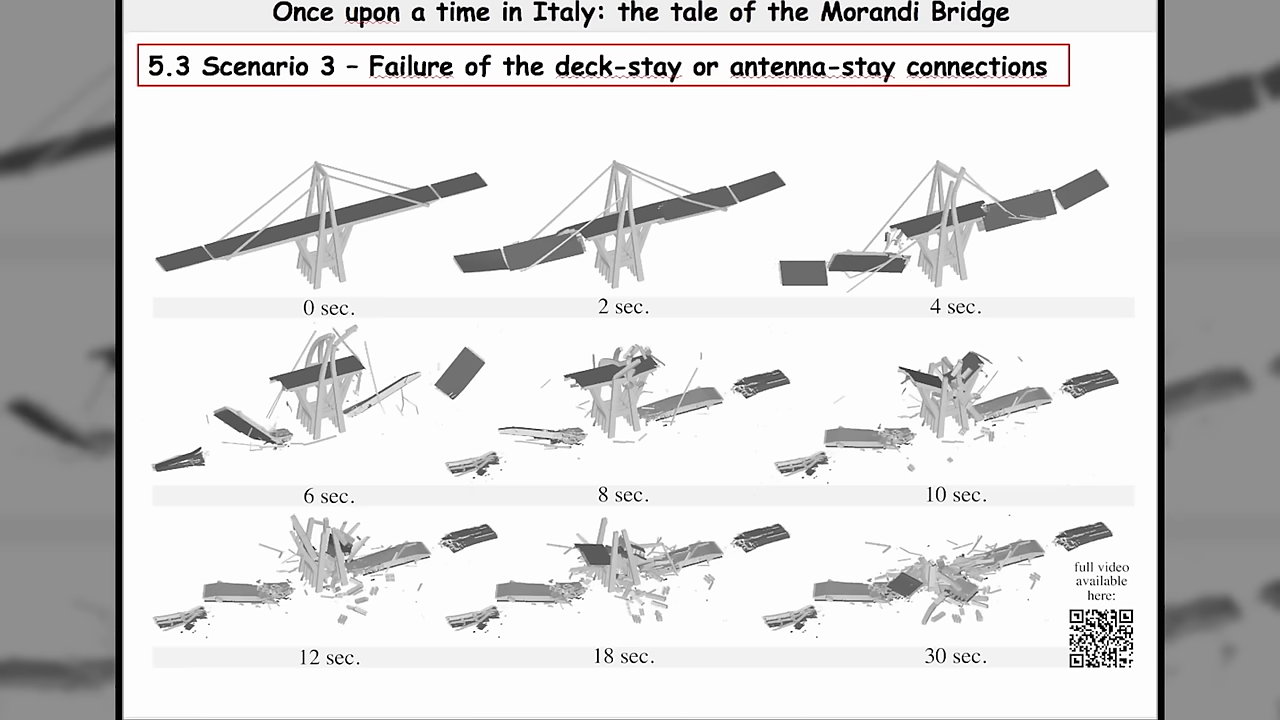 Once upon a time in Italy: the tale of the Morandi Bridge
5.3 Scenario 3 – Failure of the deck-stay or antenna-stay connections
0 sec.
2 sec.
4 sec.
6 sec.
8 sec.
10 sec.
full video
available
here:
12 sec.
18 sec.
30 sec.